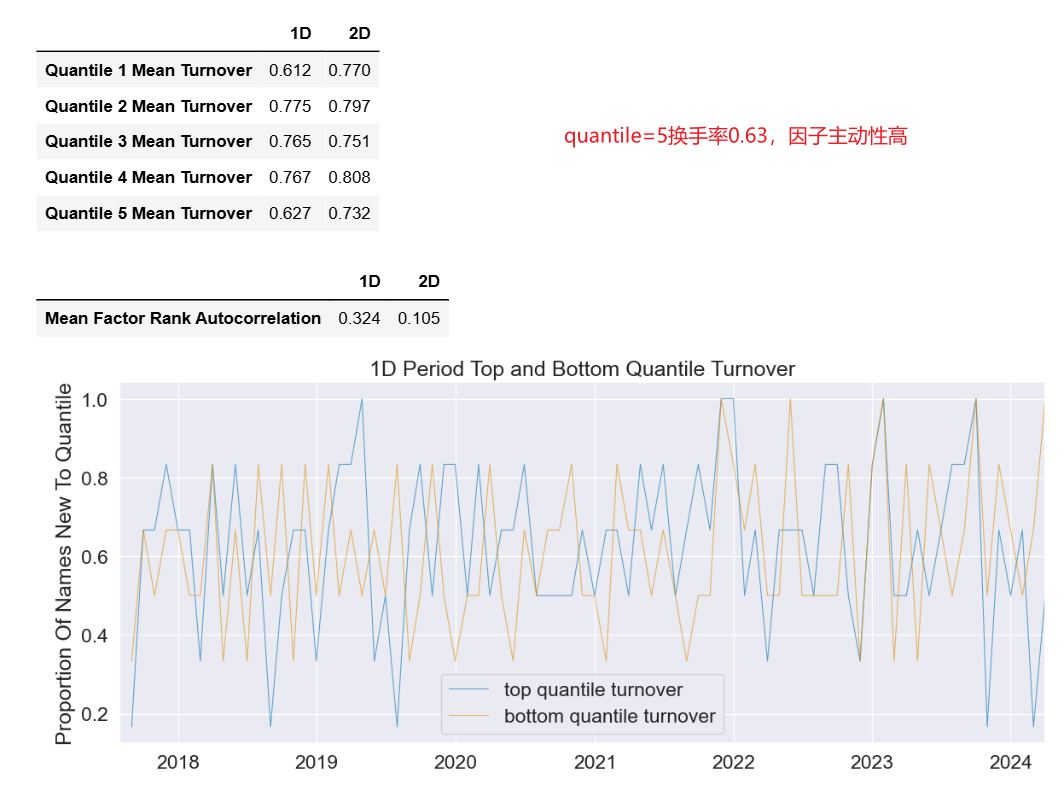 1D 2D
Quantile 1 Mean Turnover 0.612 0.770
Quantile 2 Mean Turnover 0.775 0.797
Quantile 3 Mean Turnover 0.765 0.751
Quantile 4 Mean Turnover 0.767 0.808
Quantile 5 Mean Turnover 0.627 0.732
quantile=5换手率0.63，因子主动性高
1D 2D
Mean Factor Rank Autocorrelation 0.324 0.105
1D Period Top and Bottom Quantile Turnover
Proportion Of Names New To Quantile
1.0
0.8
0.6
0.4
0.2
top quantile turnover
bottom quantile turnover
2018 2019 2020 2021 2022 2023 2024